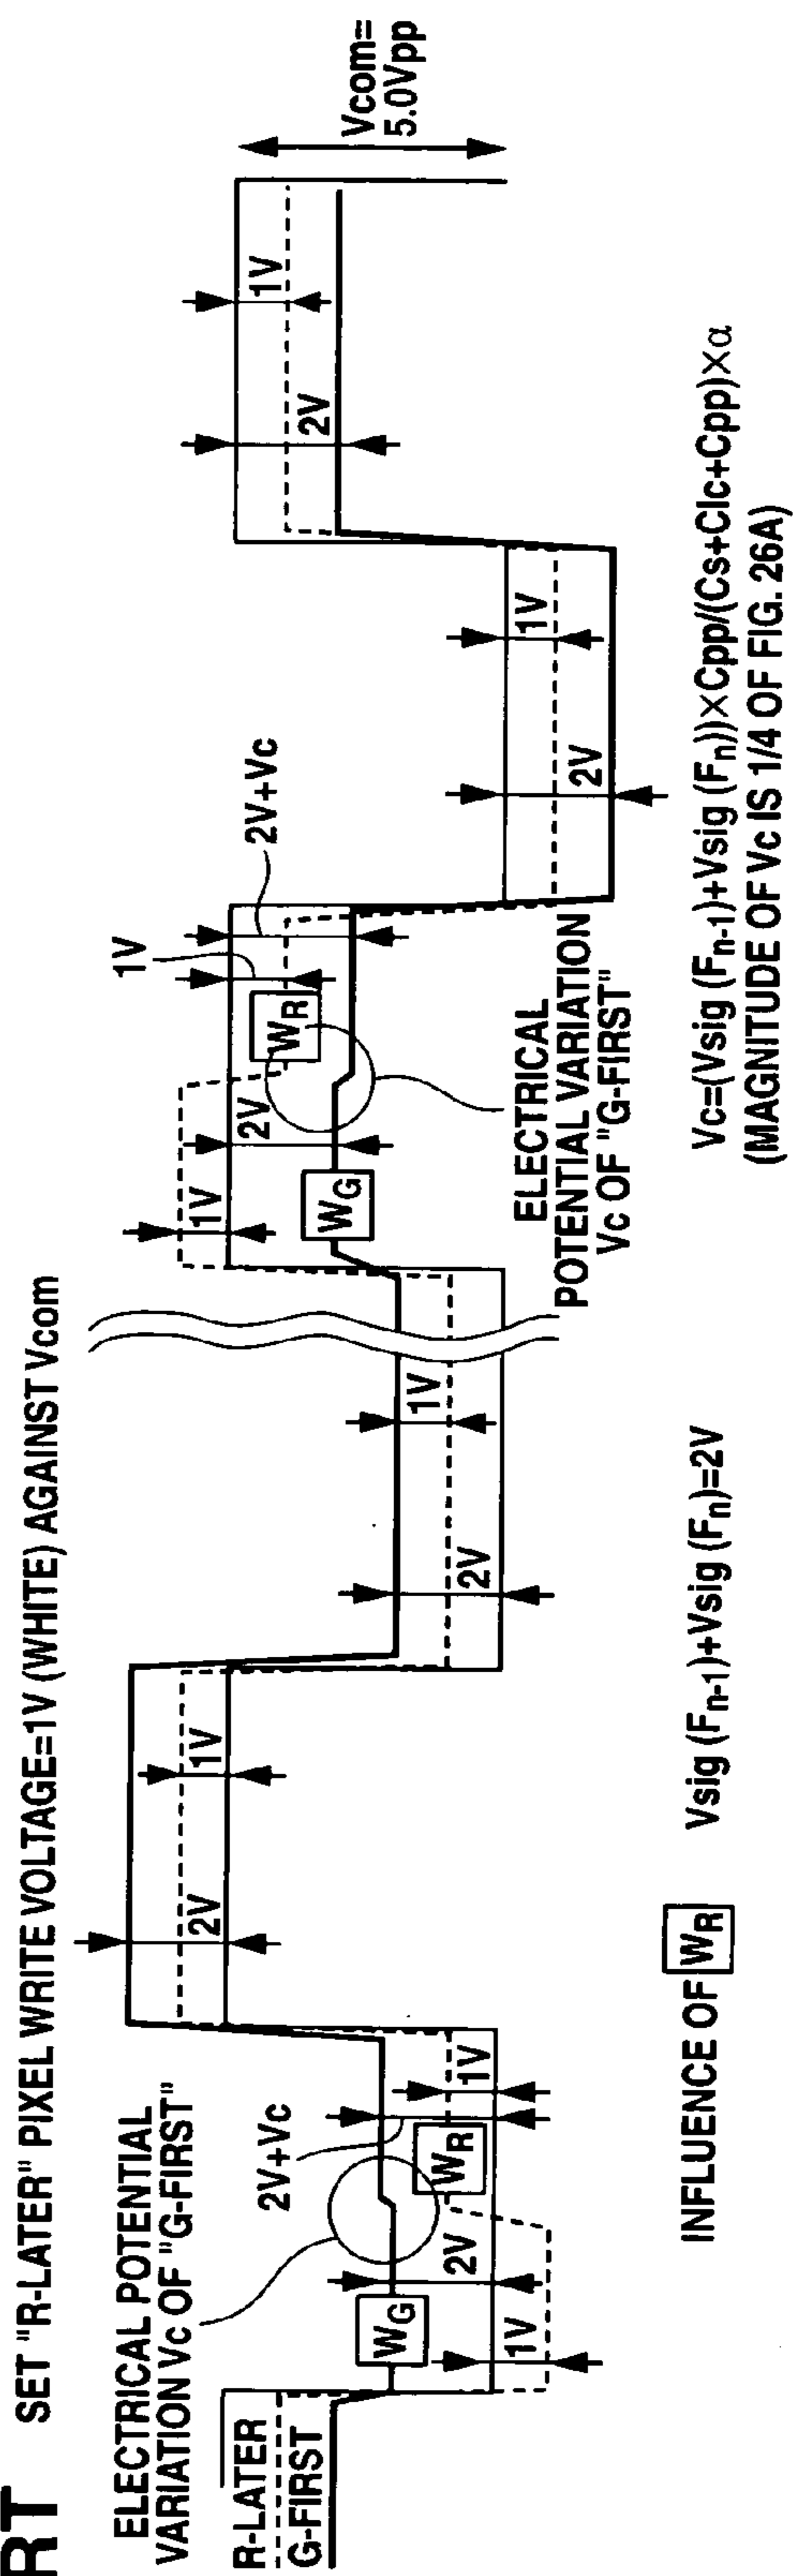 RT
SET "R-LATER" PIXEL WRITE VOLTAGE=1V (WHITE) AGAINST Vcom
ELECTRICAL POTENTIAL
VARIATION Vc OF "G-FIRST"
R-LATER
G-FIRST
WG
1V
2V
2V+Vc
WR
1V
2V
1V
2V
1V
1V
WG
2V
WR
1V
2V+Vc
ELECTRICAL
POTENTIAL VARIATION
Vc OF "G-FIRST"
2V
1V
2V
1V
Vcom=
5.0Vpp
INFLUENCE OF WR
Vsig (Fn-1)+Vsig (Fn)=2V
Vc=(Vsig (Fn-1)+Vsig (Fn))×Cpp/(Cs+Clc+Cpp)×α
(MAGNITUDE OF Vc IS 1/4 OF FIG. 26A)